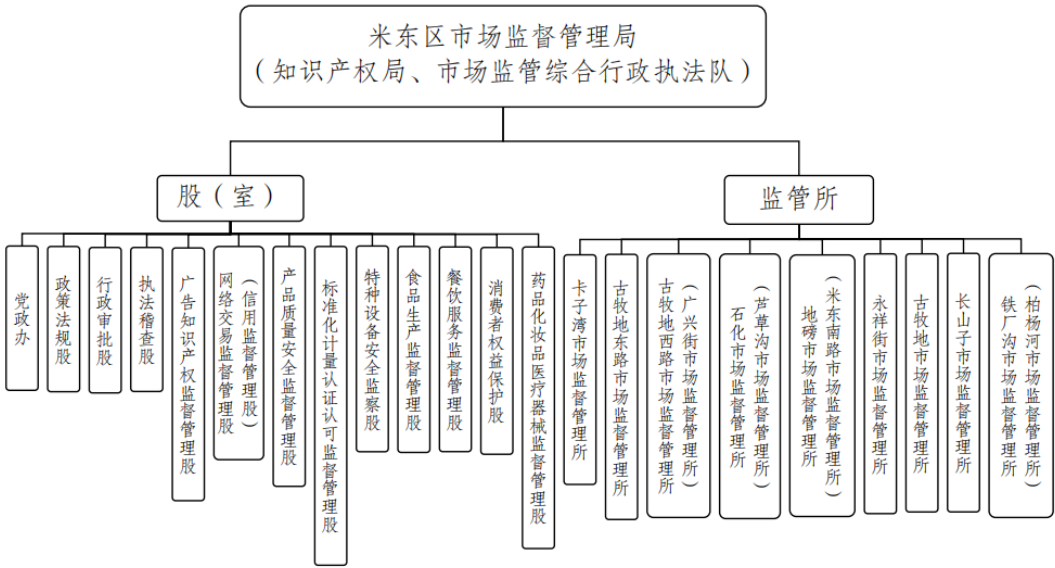 米东区市场监督管理局
（知识产权局、市场监管综合行政执法队）
股（室）
监管所
党政办
政策法规股
行政审批股
执法稽查股
广告知识产权监督管理股
网络交易监督管理股
（信用监督管理股）
产品质量安全监督管理股
标准化计量认证认可监督管理股
特种设备安全监察股
食品生产监督管理股
餐饮服务监督管理股
消费者权益保护股
药品化妆品医疗器械监督管理股
卡子湾市场监督管理所
古牧地东路市场监督管理所
古牧地西路市场监督管理所
（广兴街市场监督管理所）
石化市场监督管理所
（芦草沟市场监督管理所）
地磅市场监督管理所
（米东南路市场监督管理所）
永祥街市场监督管理所
古牧地市场监督管理所
长山子市场监督管理所
铁厂沟市场监督管理所
（柏杨河市场监督管理所）